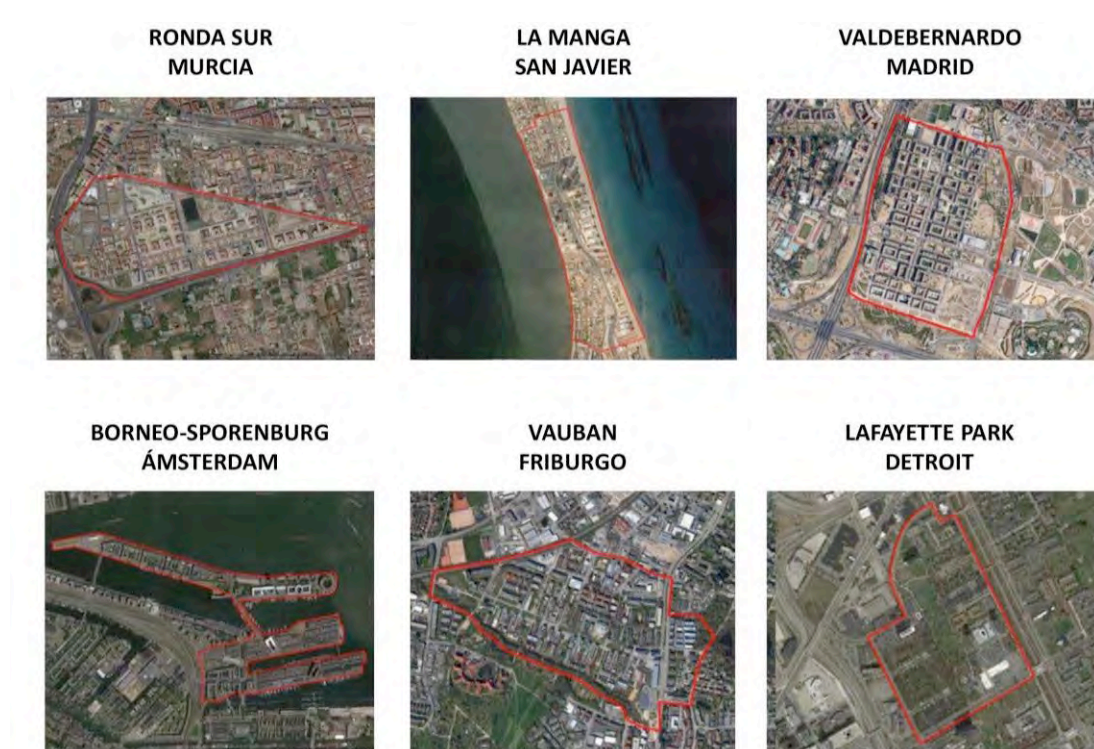 RONDA SUR
MURCIA
LA MANGA
SAN JAVIER
VALDEBERNARDO
MADRID
BORNEO-SPORENBURG
ÁMSTERDAM
VAUBAN
FRIBURGO
LAFAYETTE PARK
DETROIT